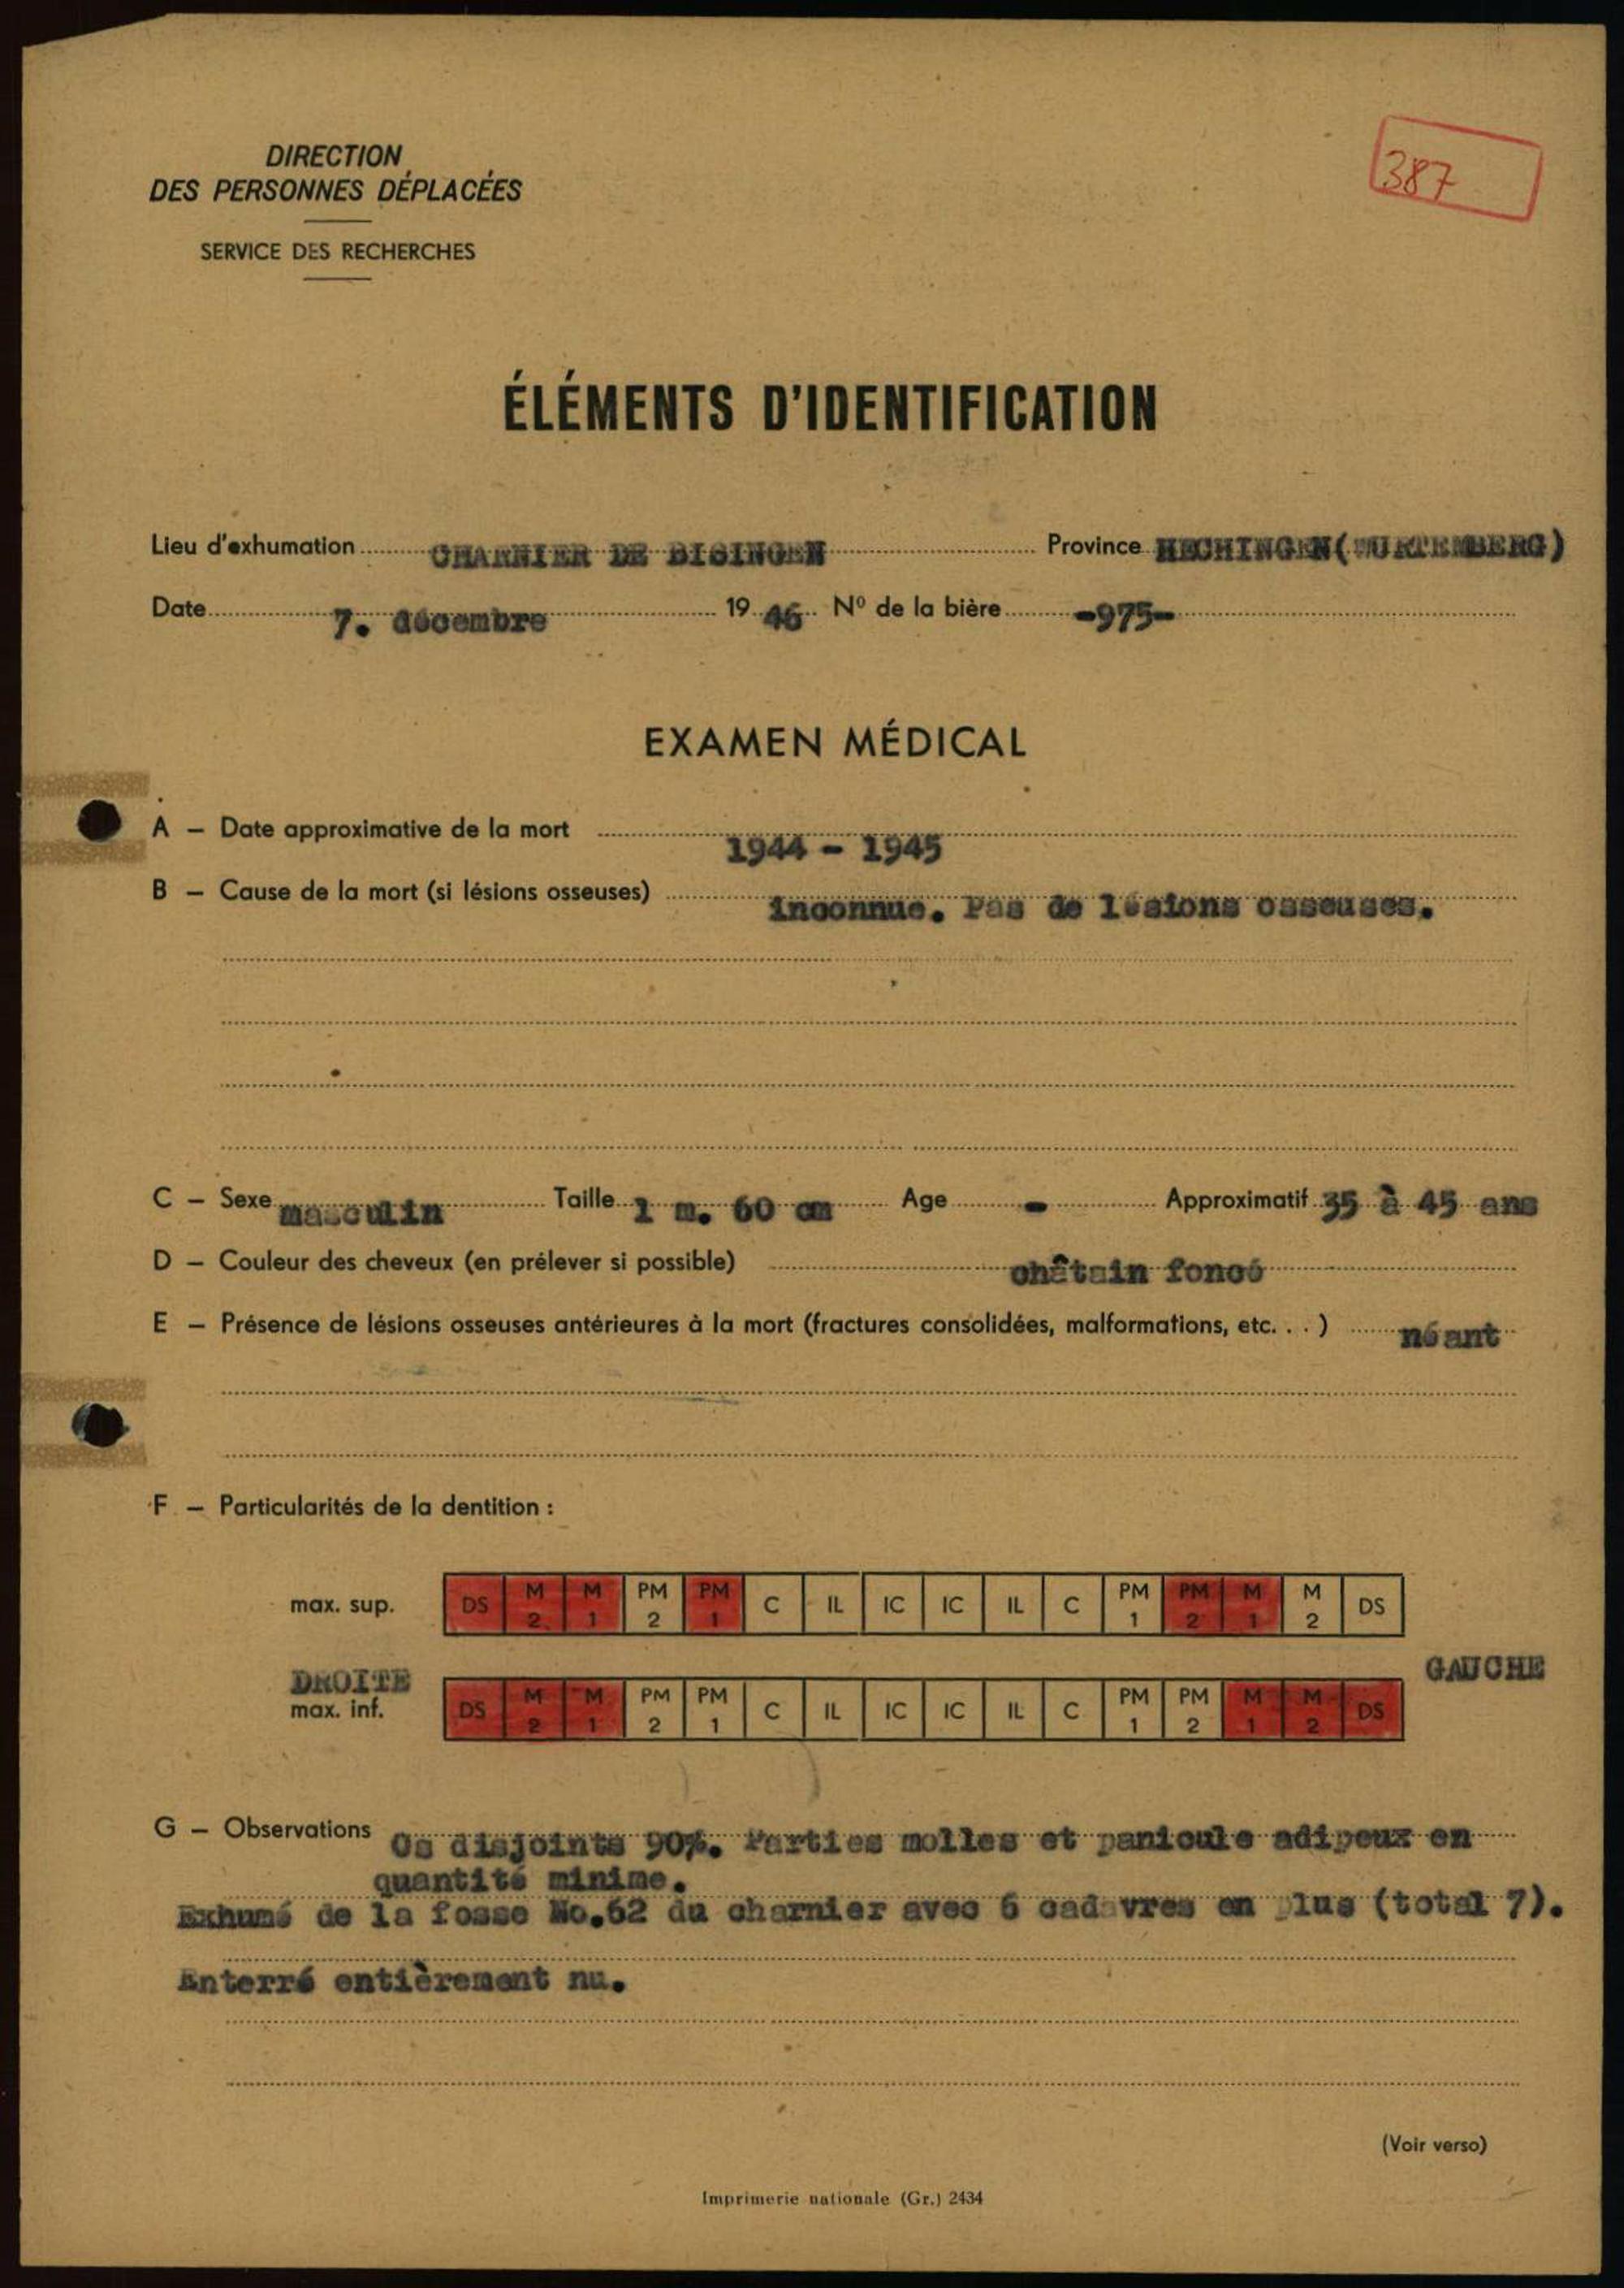 DIRECTION
DES PERSONNES DÉPLACÉES
SERVICE DES RECHERCHES
387
ÉLÉMENTS D'IDENTIFICATION
Lieu d'exhumation CHARNIER DE BISINGEN Province HECHINGEN(WURTEMBERG)
Date 7. décembre 19 46 Nº de la bière -975-
EXAMEN MÉDICAL
A — Date approximative de la mort 1944 - 1945
B — Cause de la mort (si lésions osseuses) inconnue. Pas de lésions osseuses.
C — Sexe masculin Taille 1 m. 60 cm Age - Approximatif 35 à 45 ans
D — Couleur des cheveux (en prélever si possible) châtain foncé
E — Présence de lésions osseuses antérieures à la mort (fractures consolidées, malformations, etc. . . ) néant
F — Particularités de la dentition :
max. sup. DS M 2 M 1 PM 2 PM 1 C IL IC IC IL C PM 1 PM 2 M 1 M 2 DS
DROITE GAUCHE
max. inf. DS M 2 M 1 PM 2 PM 1 C IL IC IC IL C PM 1 PM 2 M 1 M 2 DS
G — Observations Os disjoints 90%. Parties molles et panicule adipeux en
quantité minime.
Exhumé de la fosse No.62 du charnier avec 6 cadavres en plus (total 7).
Enterré entièrement nu.
(Voir verso)
Imprimerie nationale (Gr.) 2434